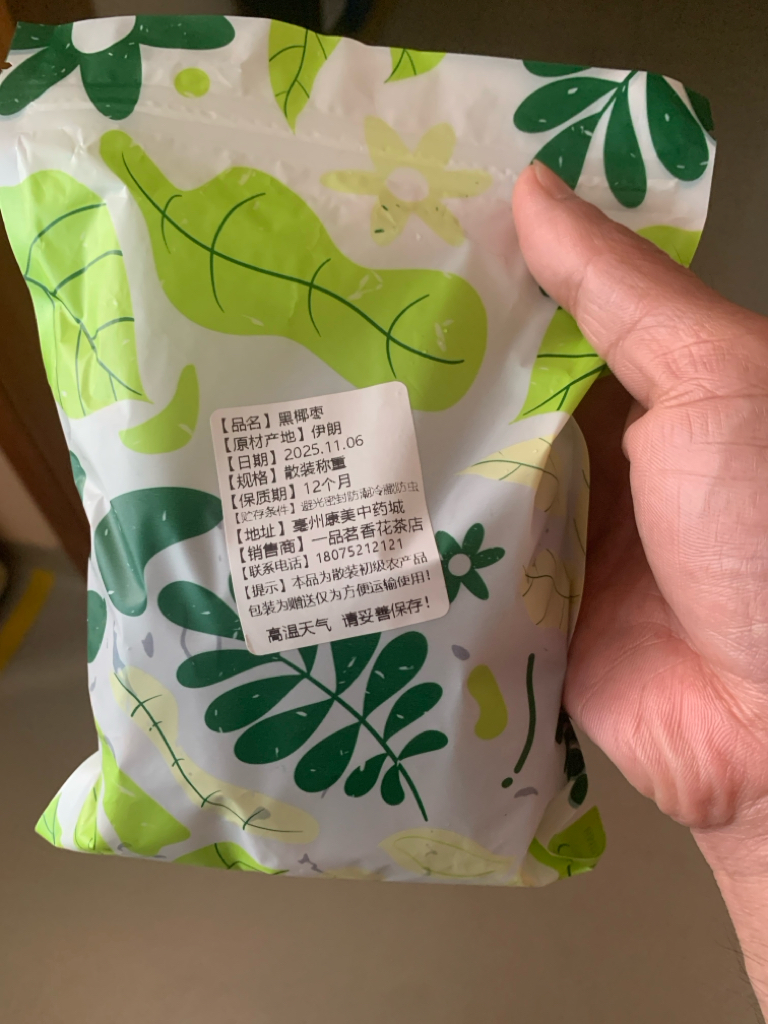 【品名】黑椰枣
【原材产地】伊朗
【日期】2025.11.06
【规格】散装称重
【保质期】12个月
【贮存条件】避光密封防潮冷藏防虫
【地址】亳州康美中药城
【销售商】一品茗香花茶店
【联系电话】18075212121
【提示】本品为散装初级农产品
包装为赠送仅为方便运输使用!
高温天气 请妥善保存!